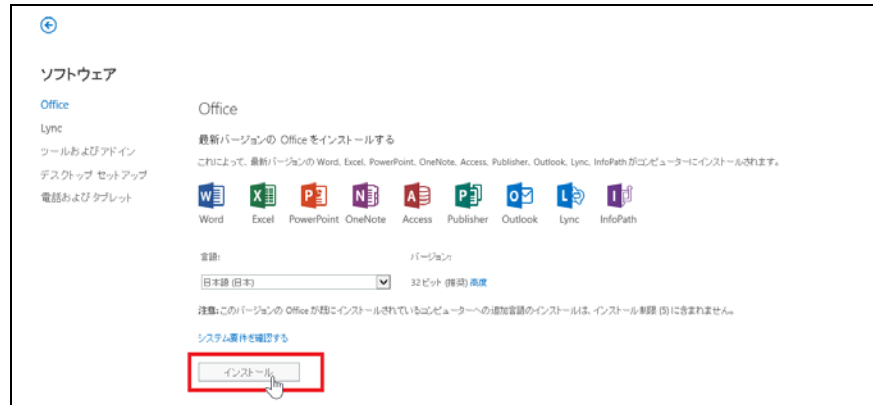 ソフトウェア
Office
Lync
ツールおよびアドイン
デスクトップ セットアップ
電話およびタブレット
Office
最新バージョンの Office をインストールする
これによって、最新バージョンの Word, Excel, PowerPoint, OneNote, Access, Publisher, Outlook, Lync, InfoPath がコンピューターにインストールされます。
Word Excel PowerPoint OneNote Access Publisher Outlook Lync InfoPath
言語: バージョン:
日本語 (日本) 32 ビット (推奨) 高度
注意:このバージョンの Office が既にインストールされているコンピューターへの追加言語のインストールは、インストール制限 (5) に含まれません。
システム要件を確認する
インストール